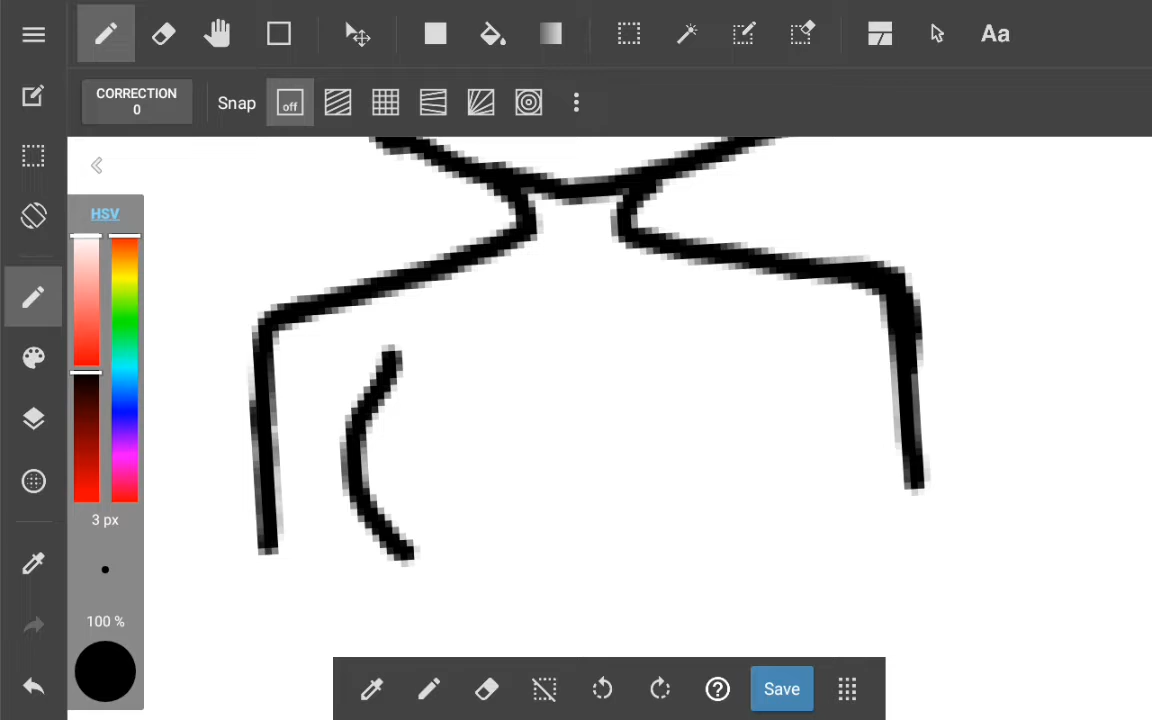 Aa
CORRECTION
0
Snap
off
HSV
3 px
100 %
Save